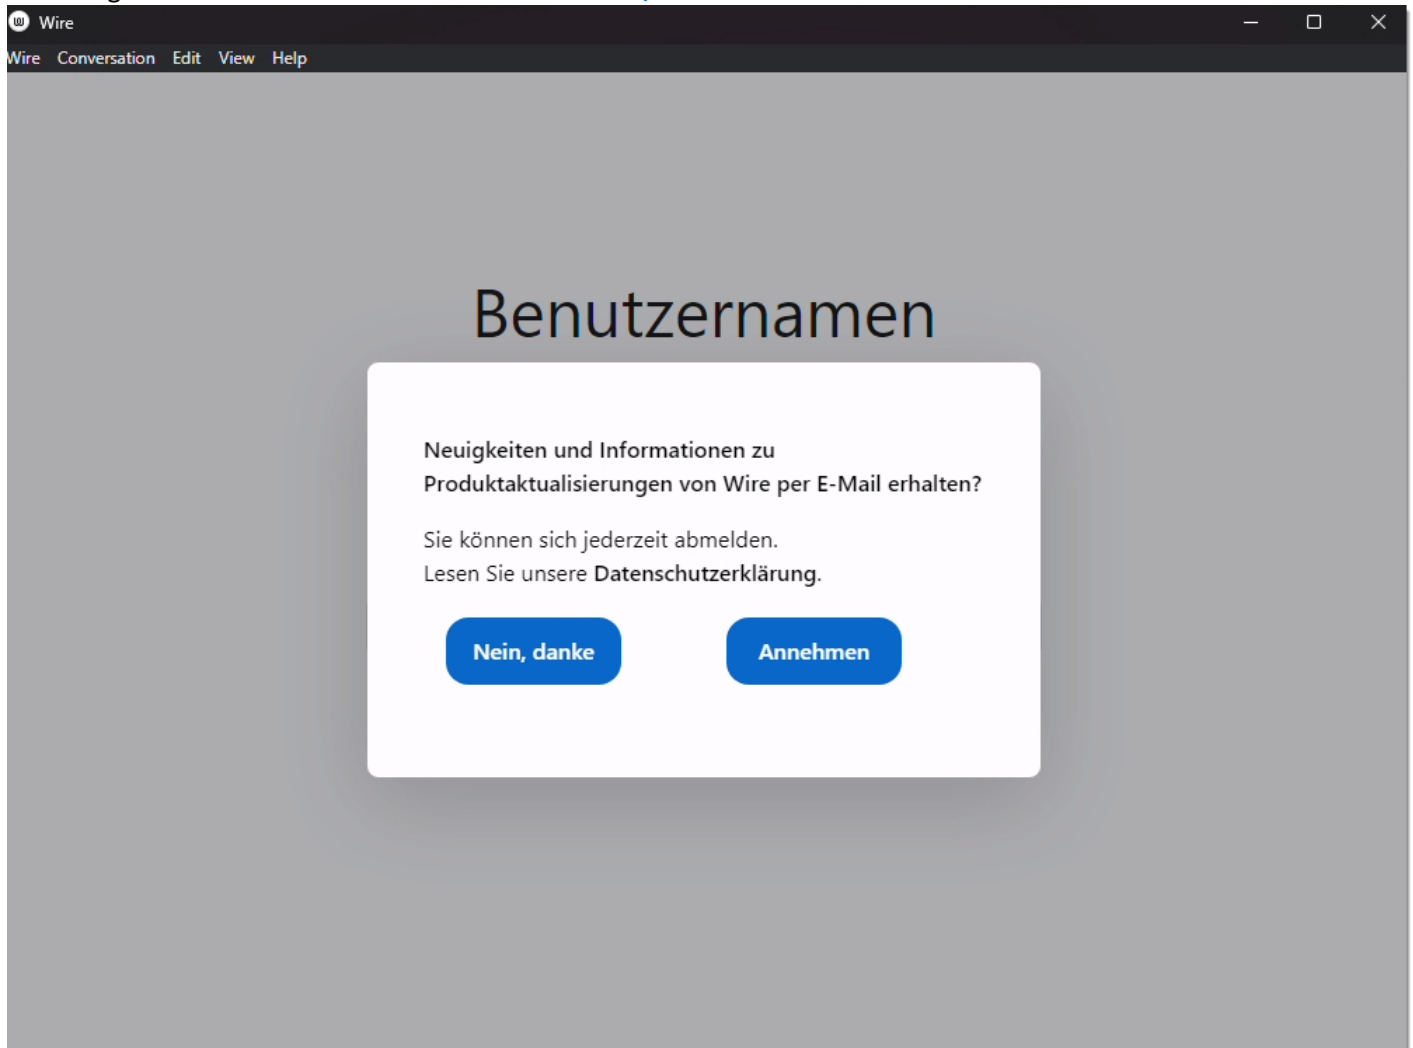 Wire
Wire Conversation Edit View Help
Benutzernamen
Neuigkeiten und Informationen zu
Produktaktualisierungen von Wire per E-Mail erhalten?
Sie können sich jederzeit abmelden.
Lesen Sie unsere Datenschutzerklärung.
Nein, danke Annehmen